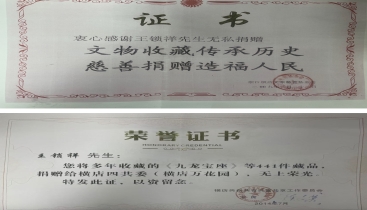 证 书
衷心感谢王锁祥先生无私捐赠
文物收藏传承历史
慈善捐赠造福人民
荣誉证书
HONORARY CERTIFICATE
王锁祥 先生：
您将多年收藏的《九龙宝座》等441件藏品，
捐赠给横店四共委（横店万花园），无上荣光。
特发此证，以资留念。